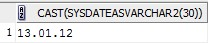 CAST(SYSDATEASVARCHAR2(30))
1 13.01.12